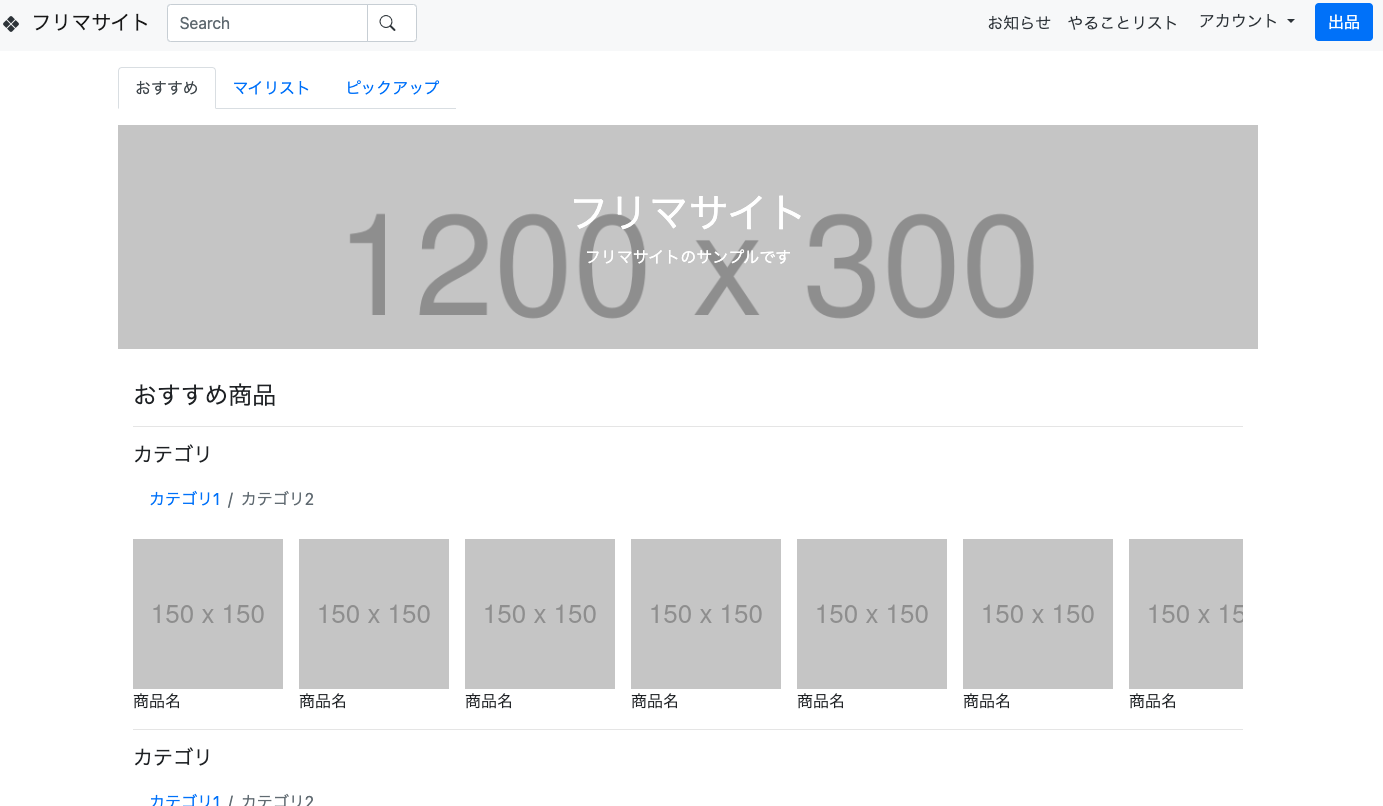 フリマサイト Search お知らせ やることリスト アカウント 出品
おすすめ マイリスト ピックアップ
1200 x 300
フリマサイト
フリマサイトのサンプルです
おすすめ商品
カテゴリ
カテゴリ1 / カテゴリ2
150 x 150 150 x 150 150 x 150 150 x 150 150 x 150 150 x 150 150 x 15
商品名 商品名 商品名 商品名 商品名 商品名 商品名
カテゴリ
カテゴリ1 / カテゴリ2